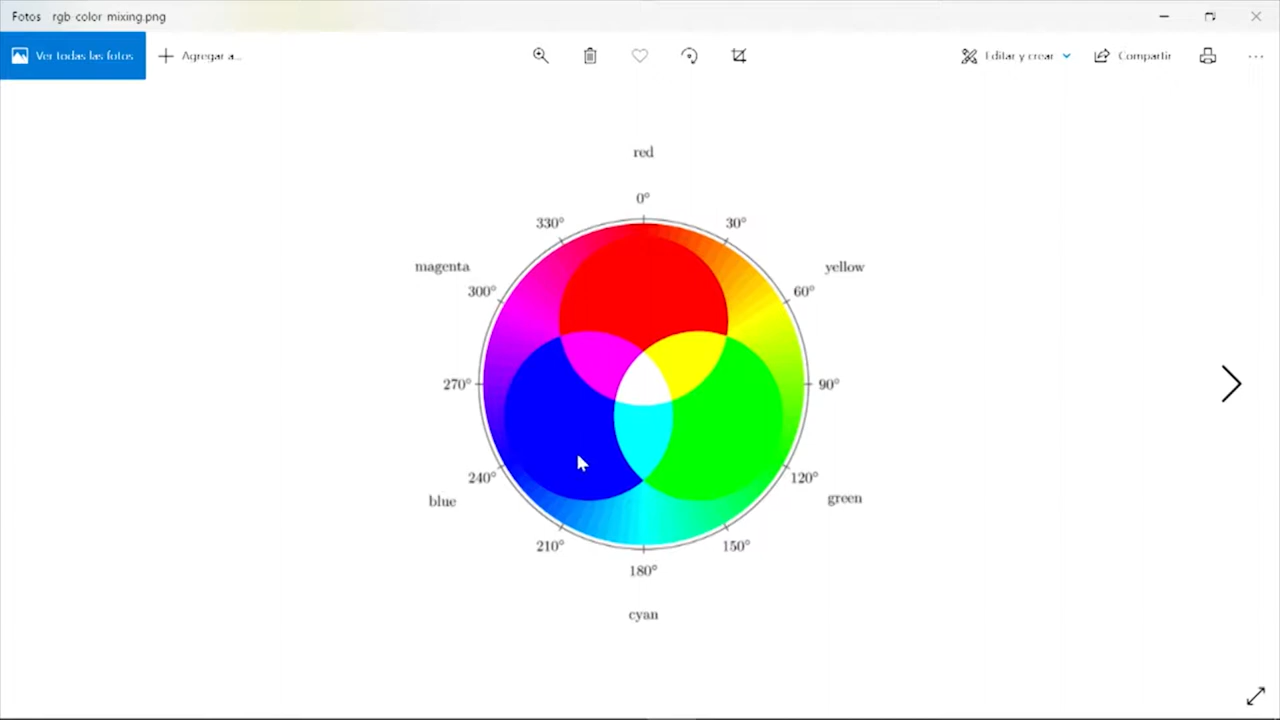 Fotos rgb color mixing.png
Ver todas las fotos
Agregar a...
Editar y crear
Compartir
red
0°
330°
30°
magenta
yellow
300°
60°
270°
90°
240°
120°
blue
green
210°
150°
180°
cyan